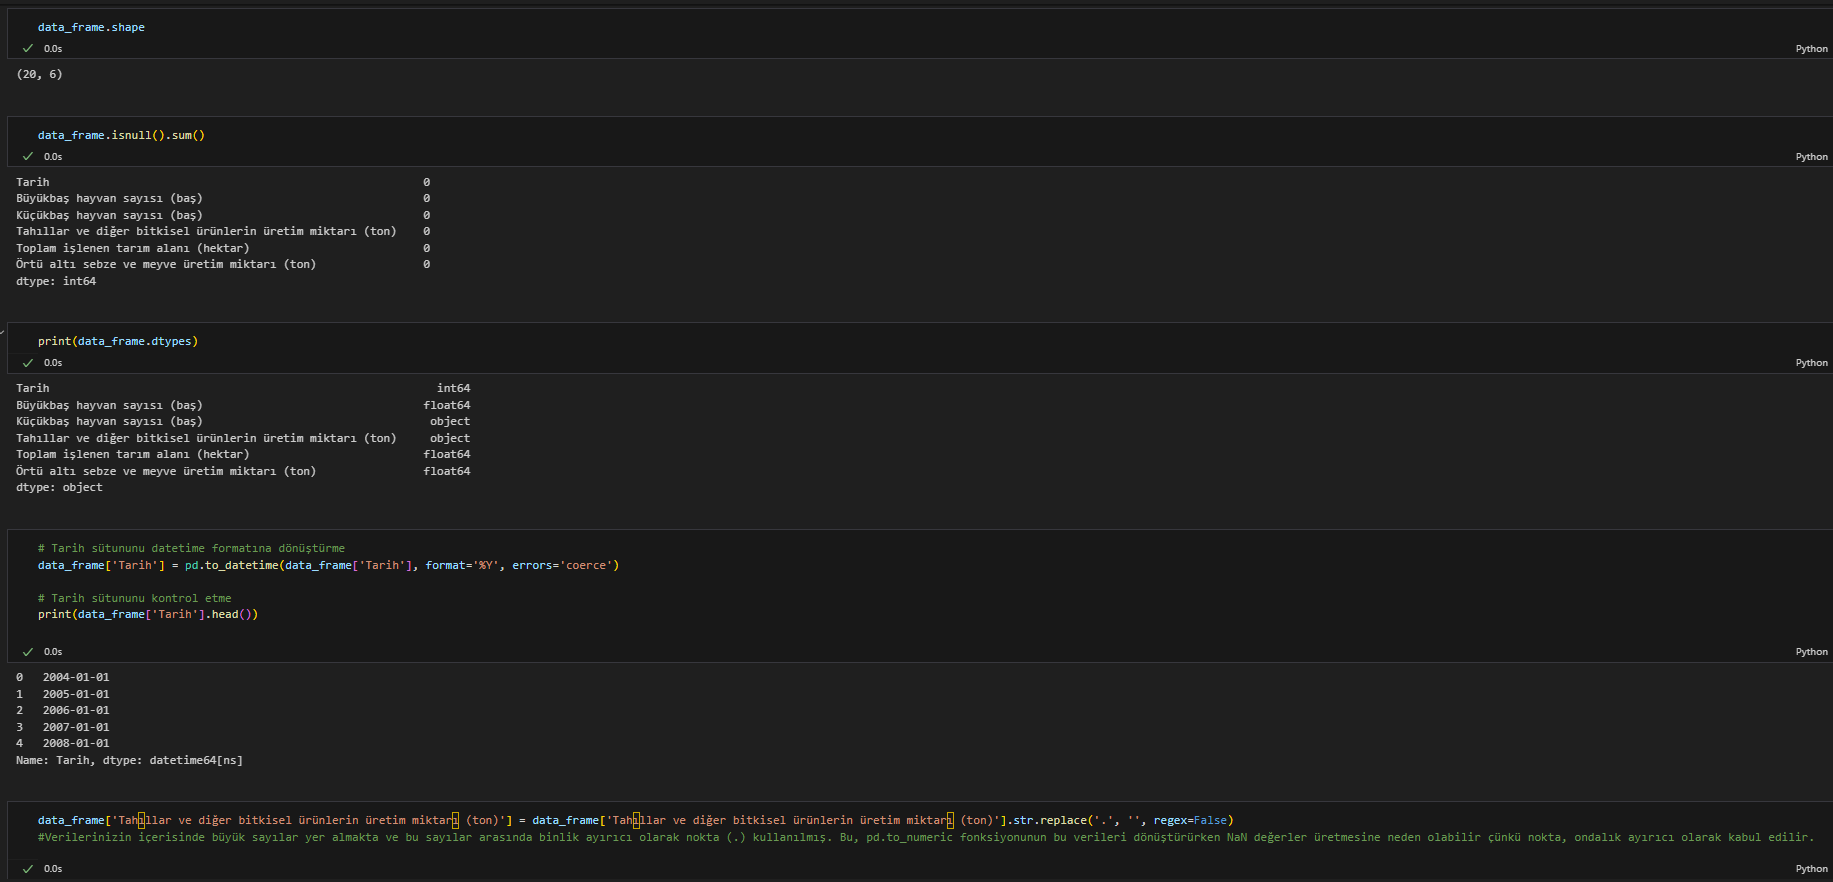 data_frame.shape
0.0s
Python
(20, 6)
data_frame.isnull().sum()
0.0s
Python
Tarih 0
Büyükbaş hayvan sayısı (baş) 0
Küçükbaş hayvan sayısı (baş) 0
Tahıllar ve diğer bitkisel ürünlerin üretim miktarı (ton) 0
Toplam işlenen tarım alanı (hektar) 0
Örtü altı sebze ve meyve üretim miktarı (ton) 0
dtype: int64
print(data_frame.dtypes)
0.0s
Python
Tarih int64
Büyükbaş hayvan sayısı (baş) float64
Küçükbaş hayvan sayısı (baş) object
Tahıllar ve diğer bitkisel ürünlerin üretim miktarı (ton) object
Toplam işlenen tarım alanı (hektar) float64
Örtü altı sebze ve meyve üretim miktarı (ton) float64
dtype: object
# Tarih sütununu datetime formatına dönüştürme
data_frame['Tarih'] = pd.to_datetime(data_frame['Tarih'], format='%Y', errors='coerce')
# Tarih sütununu kontrol etme
print(data_frame['Tarih'].head())
0.0s
Python
0 2004-01-01
1 2005-01-01
2 2006-01-01
3 2007-01-01
4 2008-01-01
Name: Tarih, dtype: datetime64[ns]
data_frame['Tahıllar ve diğer bitkisel ürünlerin üretim miktarı (ton)'] = data_frame['Tahıllar ve diğer bitkisel ürünlerin üretim miktarı (ton)'].str.replace('.', '', regex=False)
#Verilerinizin içerisinde büyük sayılar yer almakta ve bu sayılar arasında binlik ayırıcı olarak nokta (.) kullanılmış. Bu, pd.to_numeric fonksiyonunun bu verileri dönüştürürken NaN değerler üretmesine neden olabilir çünkü nokta, ondalık ayırıcı olarak kabul edilir.
0.0s
Python